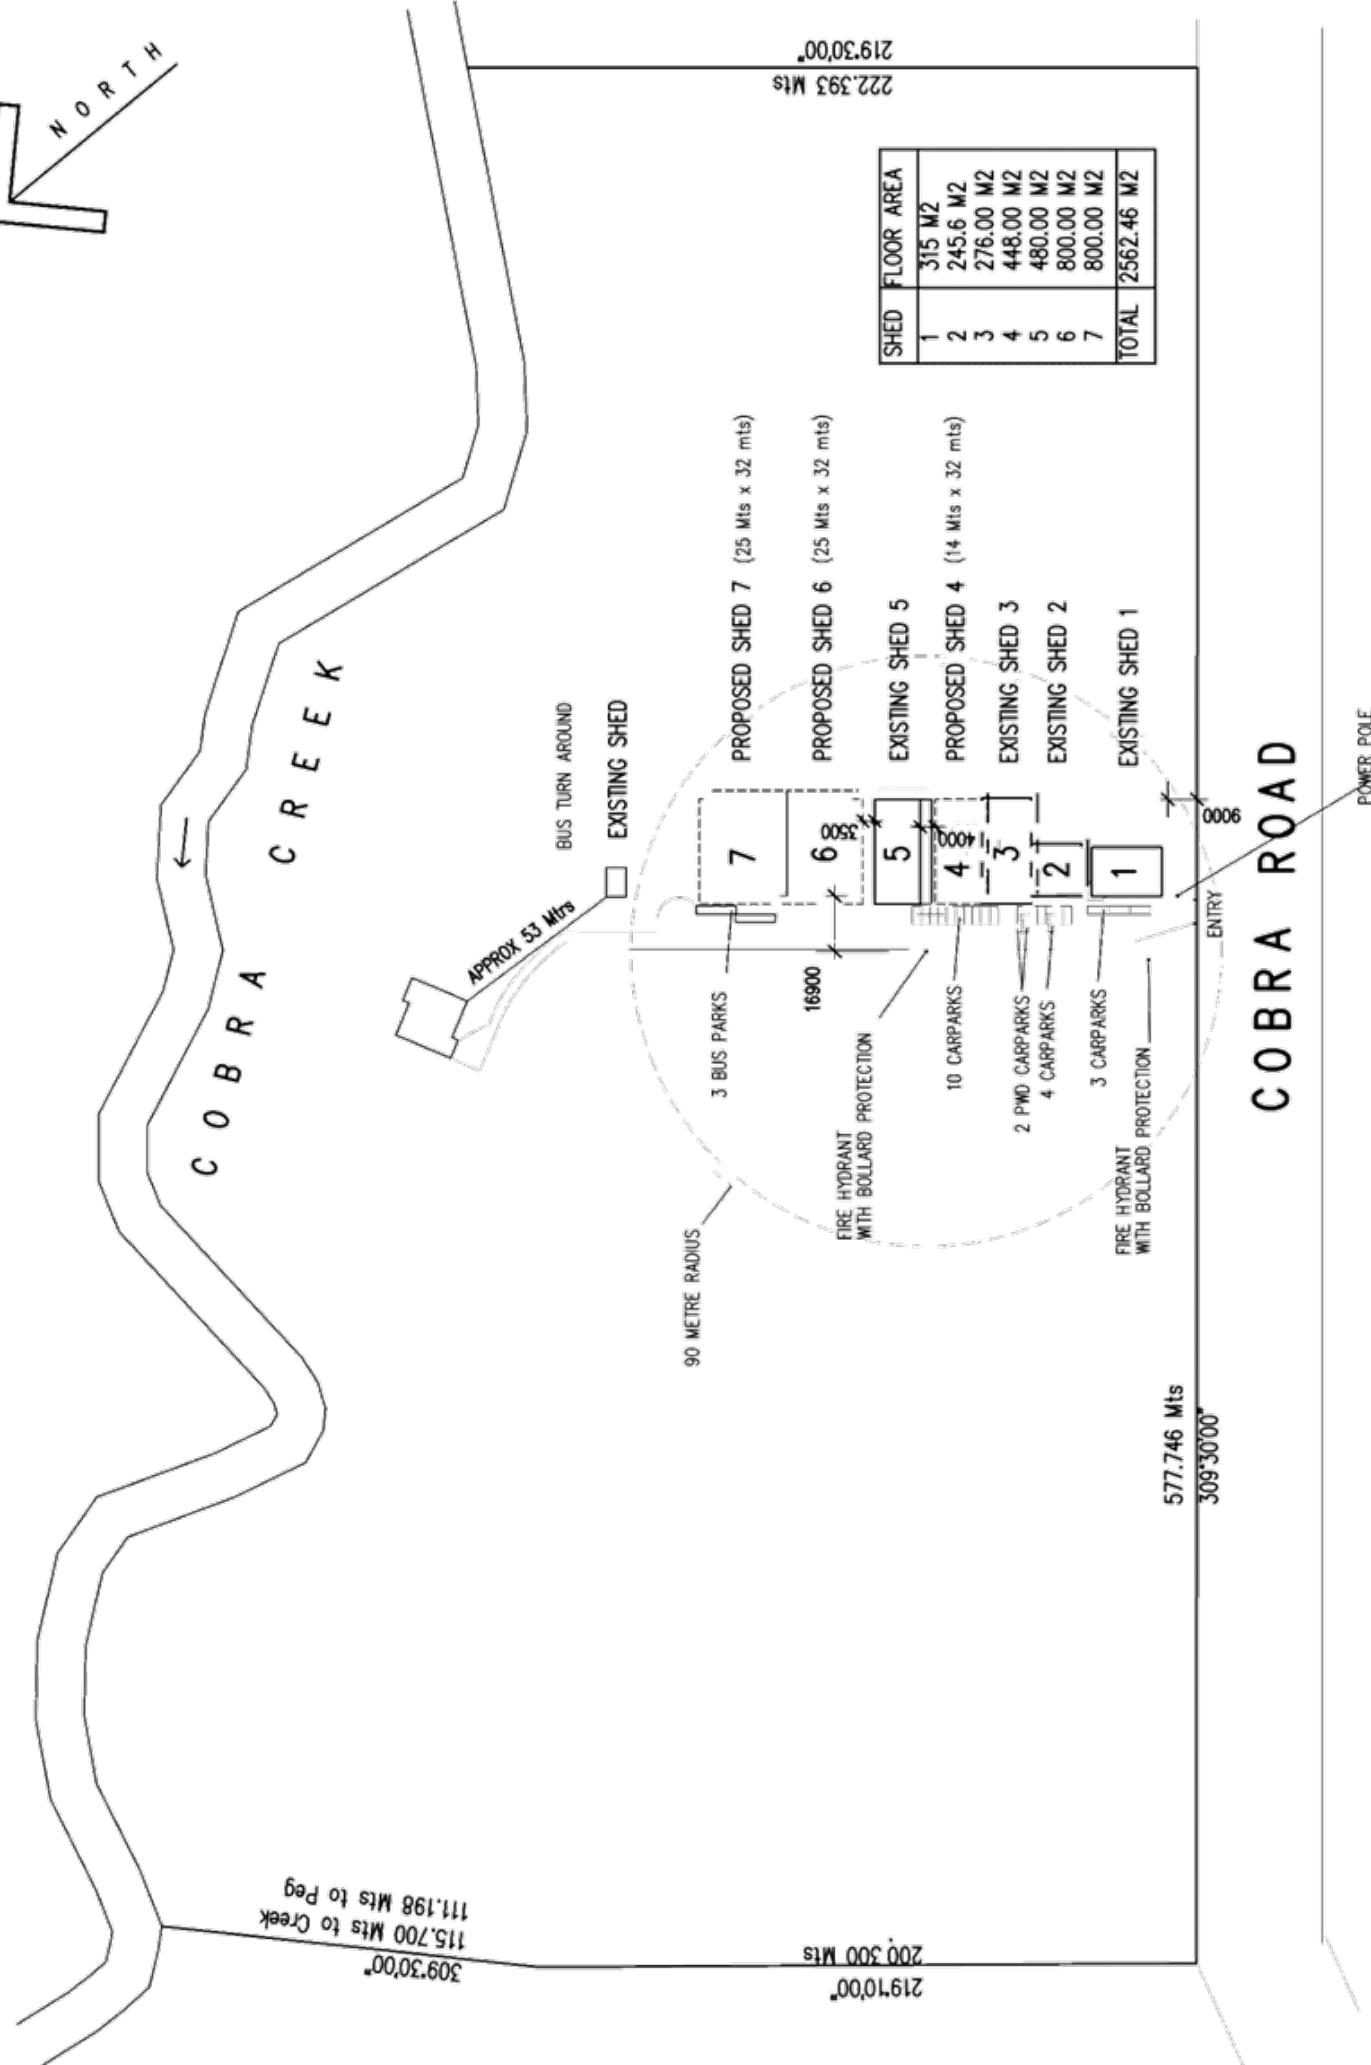 NORTH
219°30'00"
222.393 Mts
COBRA CREEK
SHED FLOOR AREA
1 315 M2
2 245.6 M2
3 276.00 M2
4 448.00 M2
5 480.00 M2
6 800.00 M2
7 800.00 M2
TOTAL 2562.46 M2
BUS TURN AROUND
EXISTING SHED
PROPOSED SHED 7 (25 Mts x 32 mts)
PROPOSED SHED 6 (25 Mts x 32 mts)
EXISTING SHED 5
PROPOSED SHED 4 (14 Mts x 32 mts)
EXISTING SHED 3
EXISTING SHED 2
EXISTING SHED 1
7
6
5
4
3
2
1
3500
4000
9000
16900
APPROX 53 Mtrs
3 BUS PARKS
FIRE HYDRANT
WITH BOLLARD PROTECTION
10 CARPARKS
2 PWD CARPARKS
4 CARPARKS
3 CARPARKS
FIRE HYDRANT
WITH BOLLARD PROTECTION
ENTRY
POWER POLE
90 METRE RADIUS
COBRA ROAD
577.746 Mts
309°30'00"
111.198 Mts to Peg
115.700 Mts to Creek
309°30'00"
200.300 Mts
219°10'00"